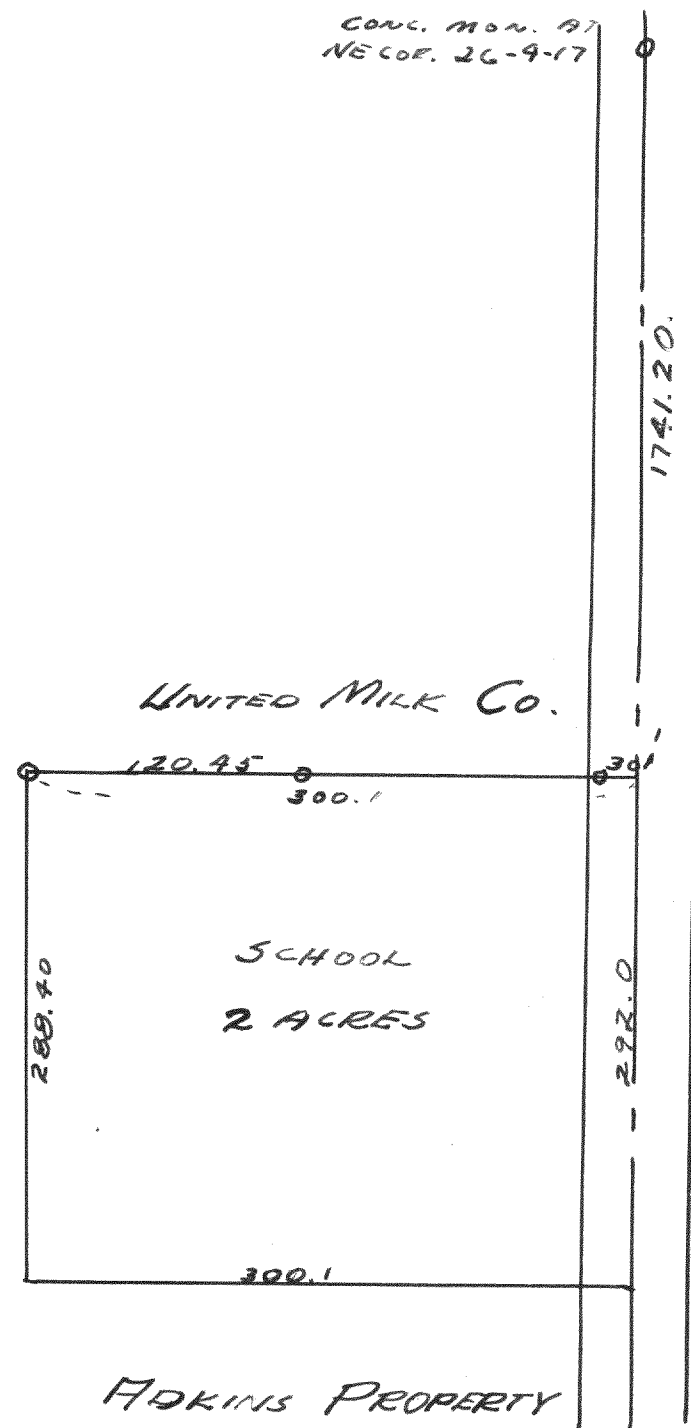 CONC. MON. AT
NE COR. 26-9-17
1741.20.
UNITED MILK CO.
120.45
30'
300.1
SCHOOL
2 ACRES
288.40
292.0
300.1
ADKINS PROPERTY